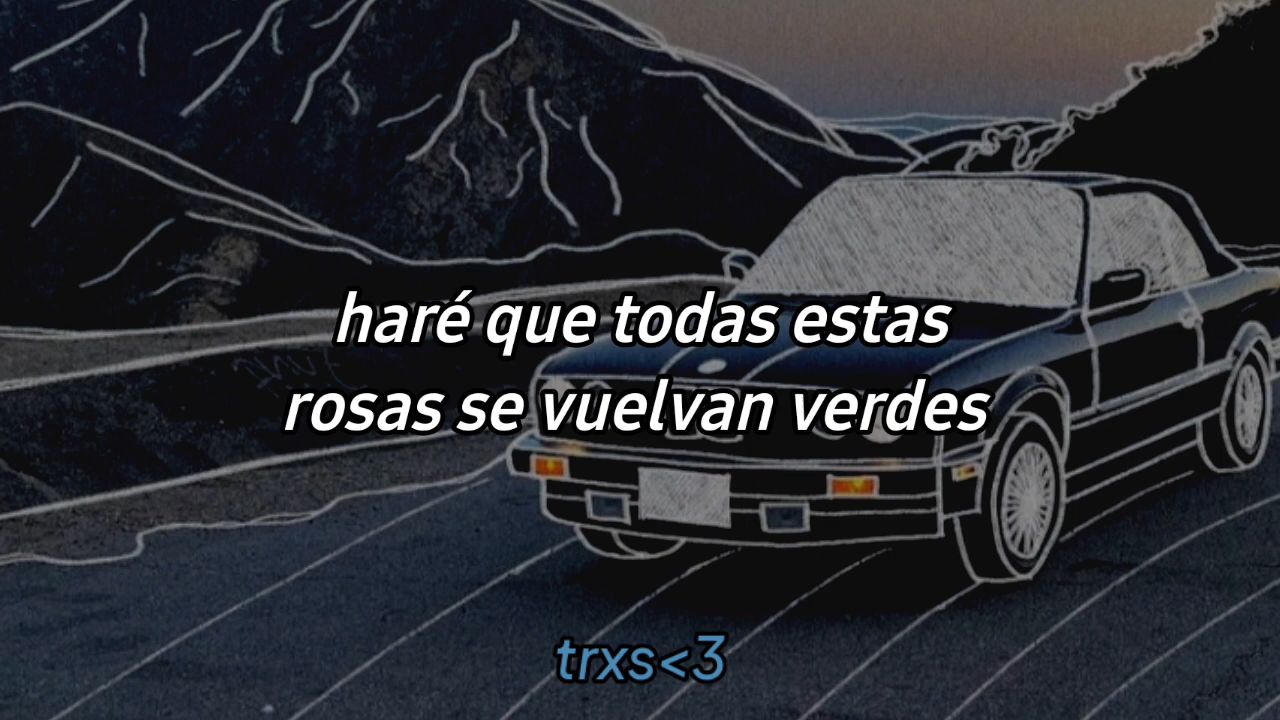 haré que todas estas
rosas se vuelvan verdes
trxs<3